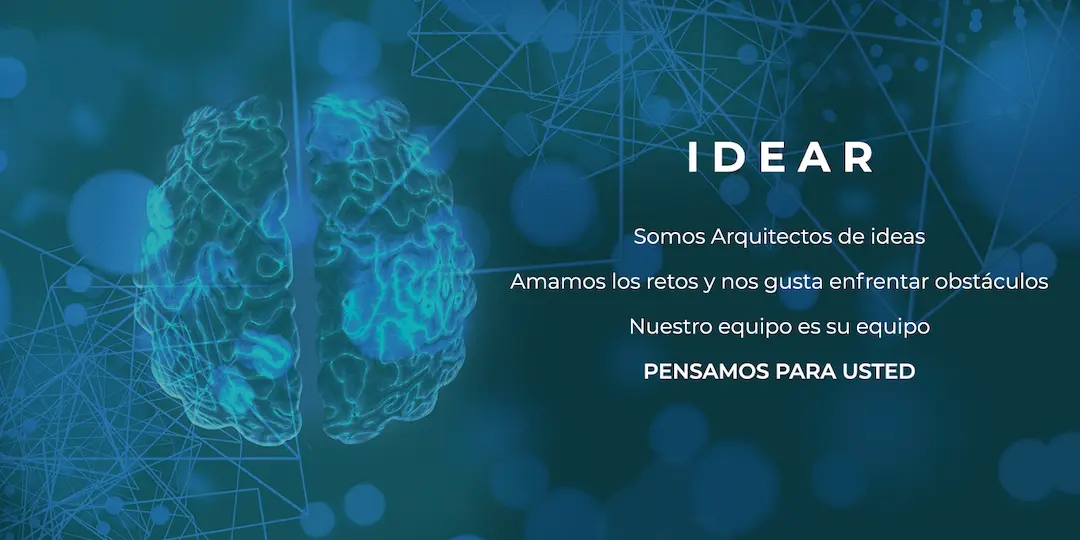 IDEAR
Somos Arquitectos de ideas
Amamos los retos y nos gusta enfrentar obstáculos
Nuestro equipo es su equipo
PENSAMOS PARA USTED